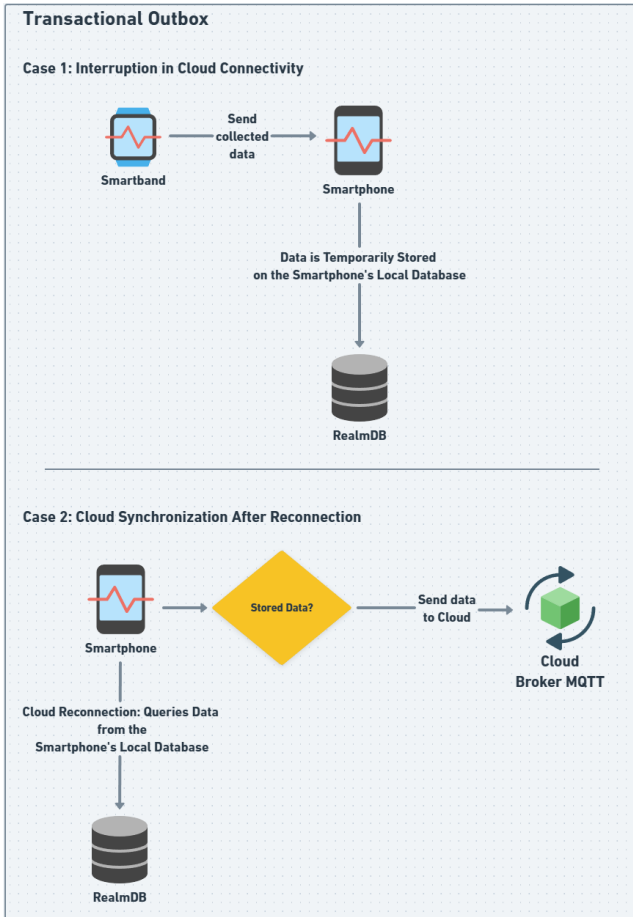 Transactional Outbox
Case 1: Interruption in Cloud Connectivity
Send
collected
data
Smartband
Smartphone
Data is Temporarily Stored
on the Smartphone's Local Database
RealmDB
Case 2: Cloud Synchronization After Reconnection
Stored Data?
Send data
to Cloud
Smartphone
Cloud
Broker MQTT
Cloud Reconnection: Queries Data
from the
Smartphone's Local Database
RealmDB